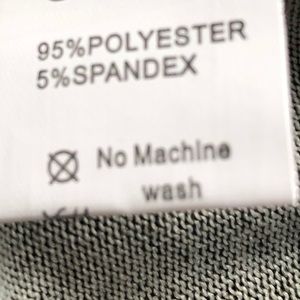 95%POLYESTER
5%SPANDEX
No Machine
wash